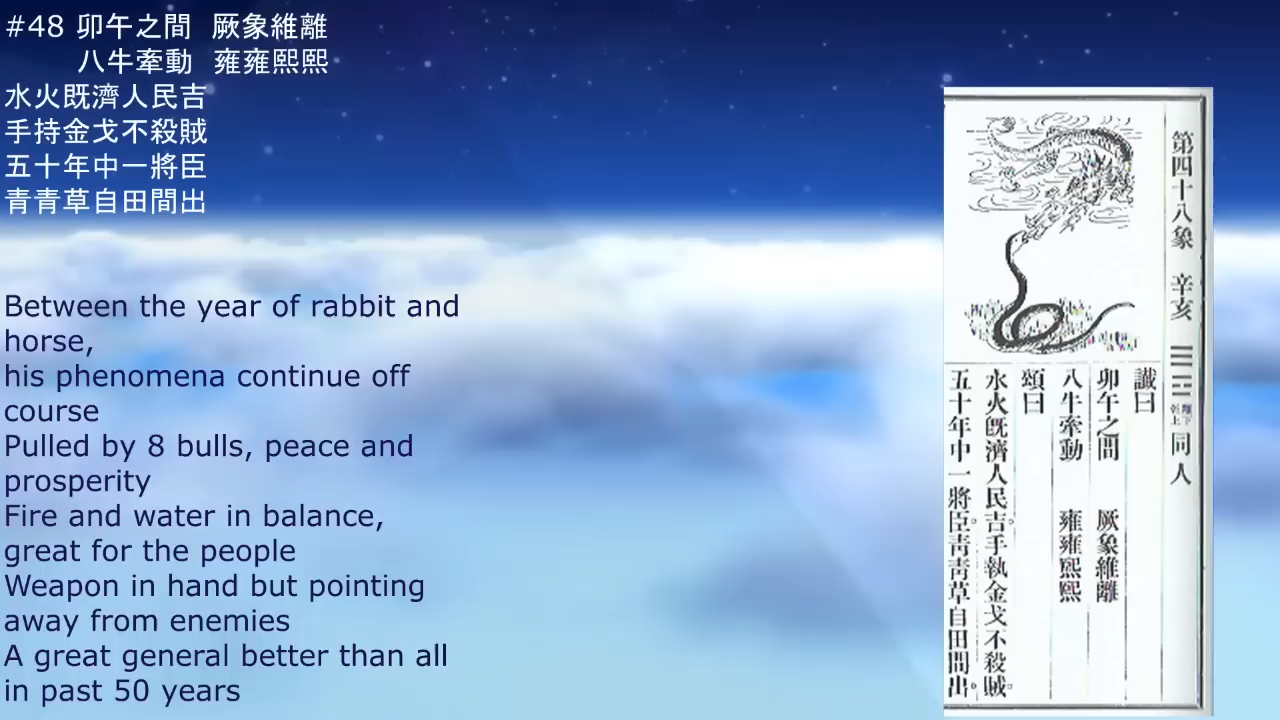 #48 卯午之間 厥象維離
八牛牽動 雍雍熙熙
水火既濟人民吉
手持金戈不殺賊
五十年中一將臣
青青草自田間出
Between the year of rabbit and
horse,
his phenomena continue off
course
Pulled by 8 bulls, peace and
prosperity
Fire and water in balance,
great for the people
Weapon in hand but pointing
away from enemies
A great general better than all
in past 50 years
第四十八象 辛亥 ䷌ 離下乾上 同人
讖曰
卯午之間 厥象維離
八牛牽動 雍雍熙熙
頌曰
水火旣濟人民吉。手執金戈不殺賊。
五十年中一將臣。靑靑草自田間出。